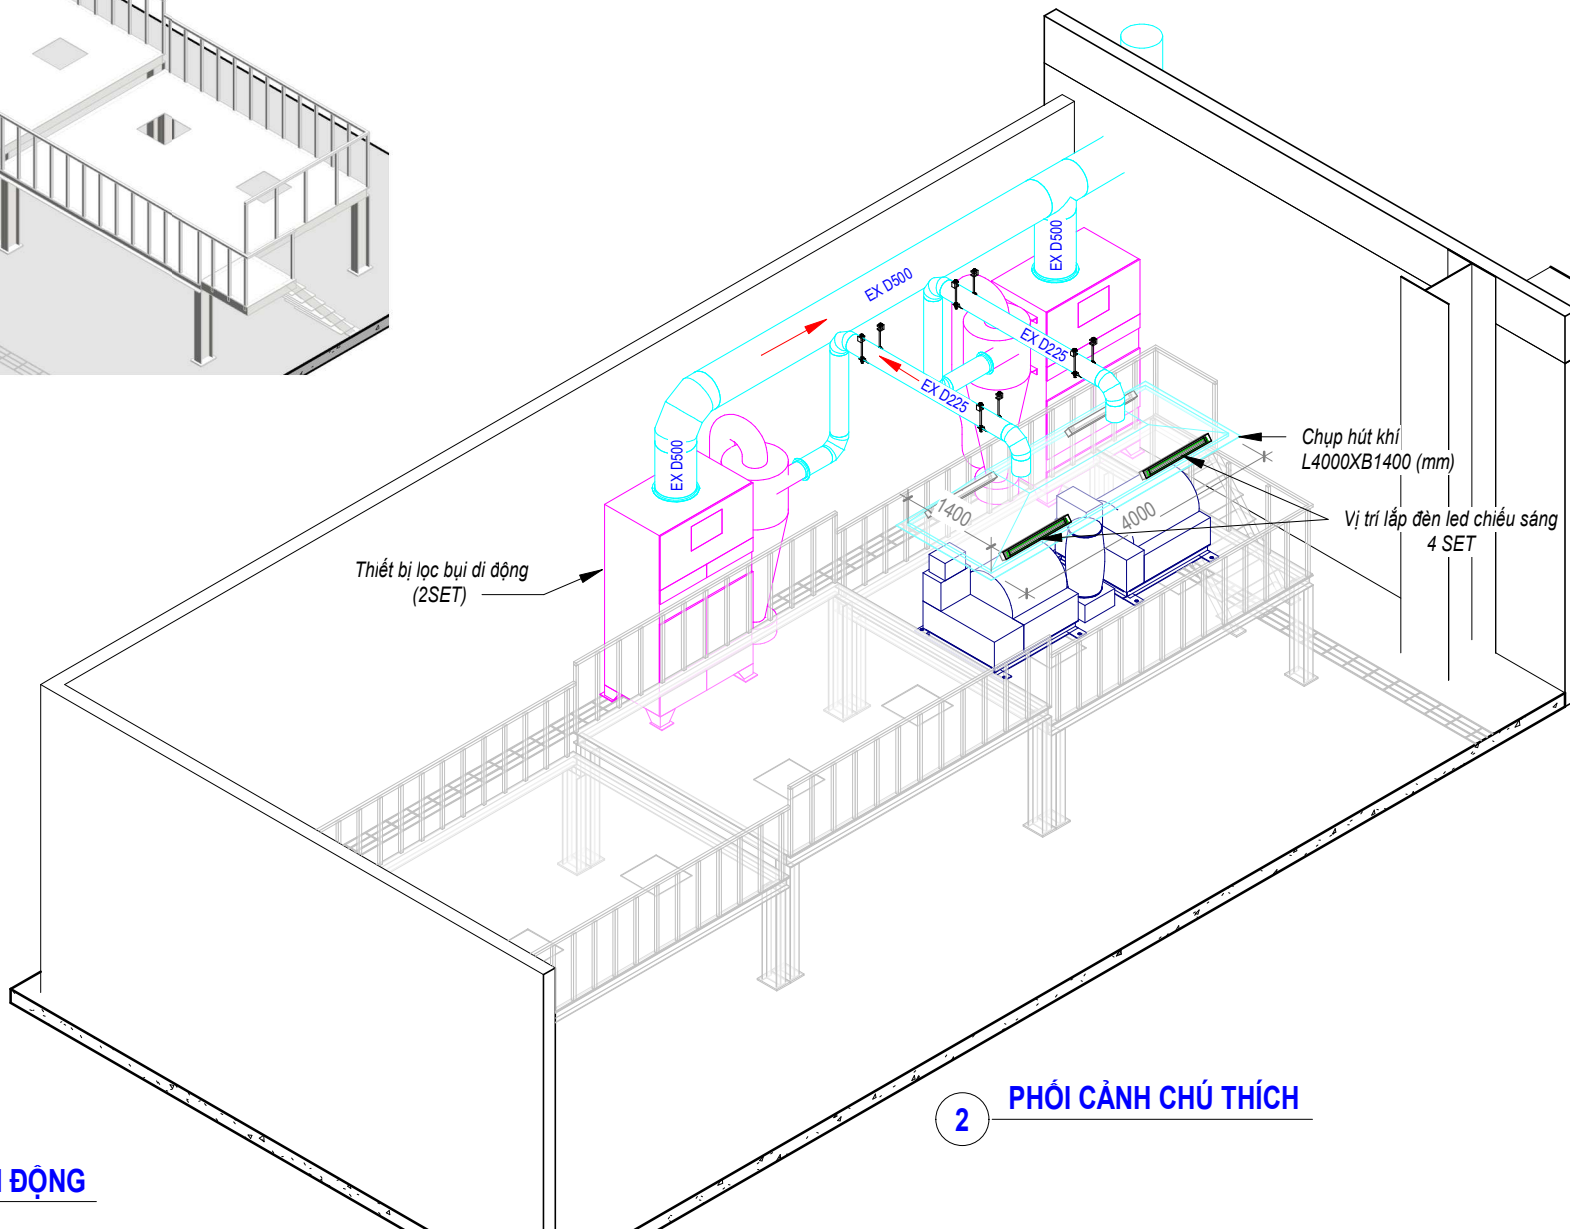 EX D500
EX D500
EX D225
EX D225
EX D500
Chụp hút khí
L4000XB1400 (mm)
1400
4000
Vị trí lắp đèn led chiếu sáng
4 SET
Thiết bị lọc bụi di động
(2SET)
2
PHỐI CẢNH CHÚ THÍCH
ĐỘNG